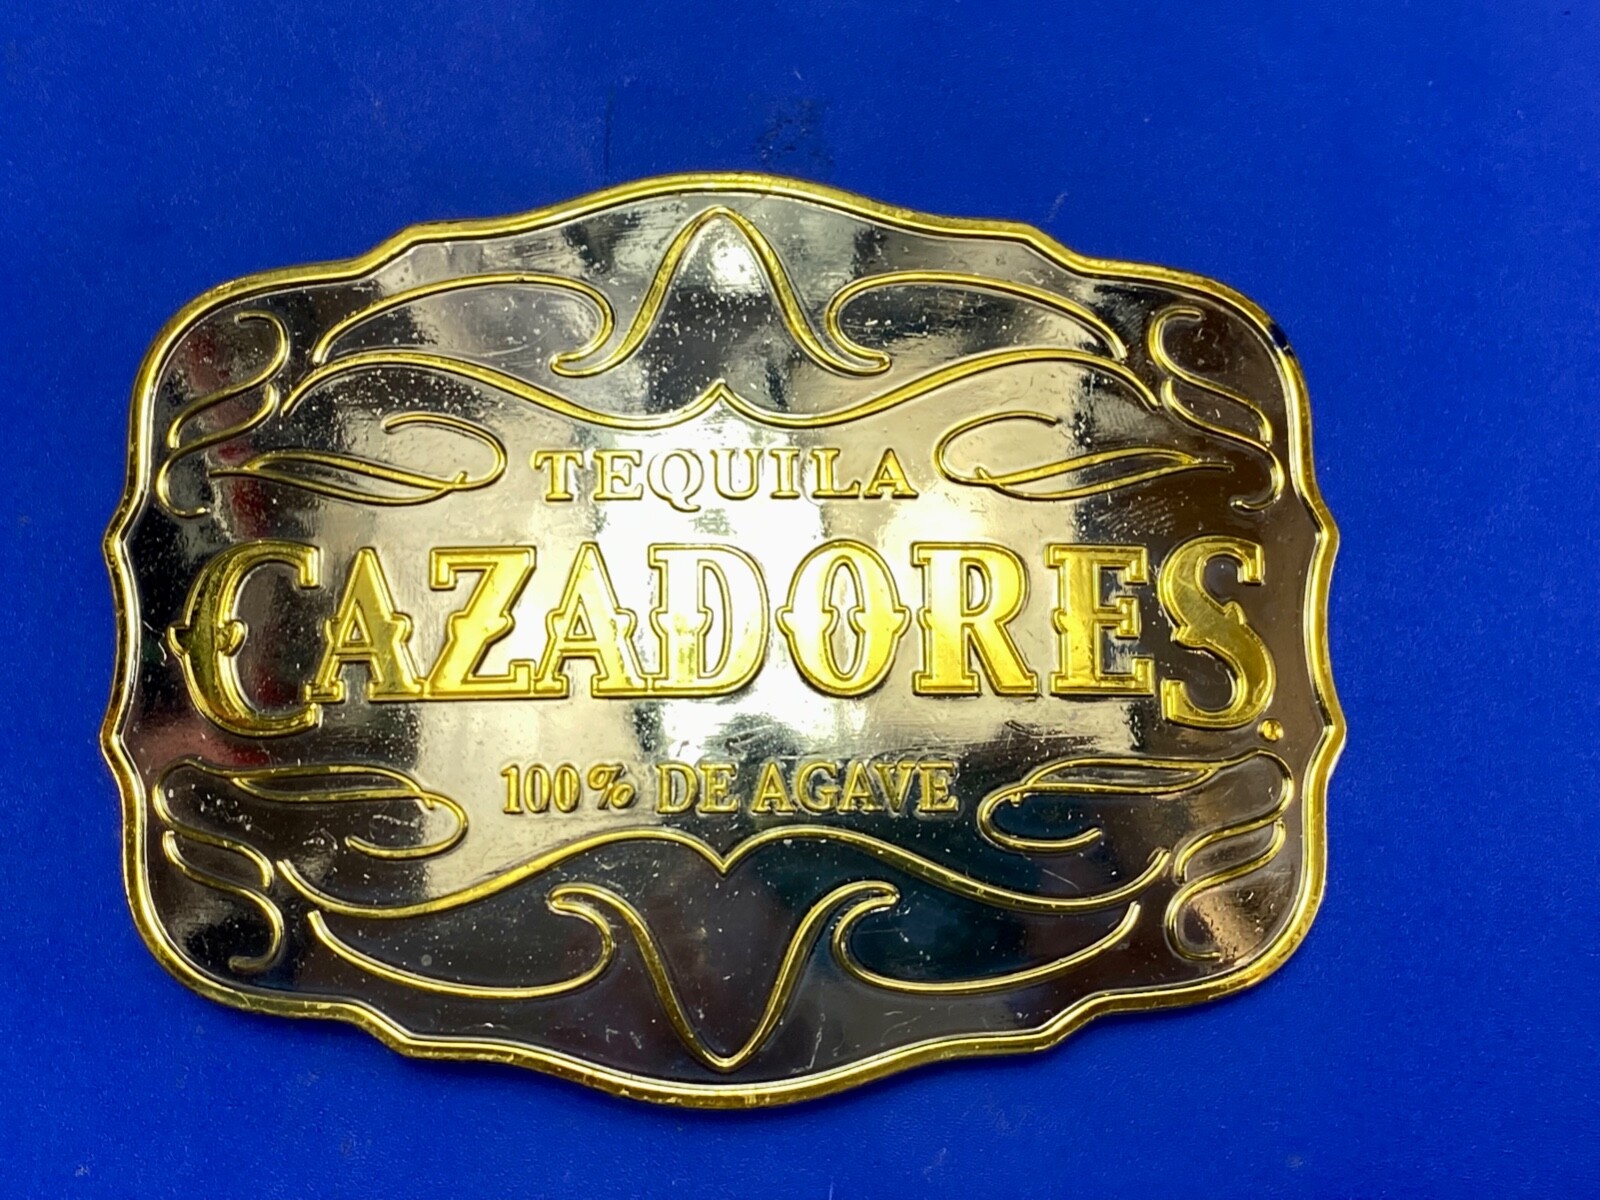 TEQUILA
CAZADORES
100% DE AGAVE